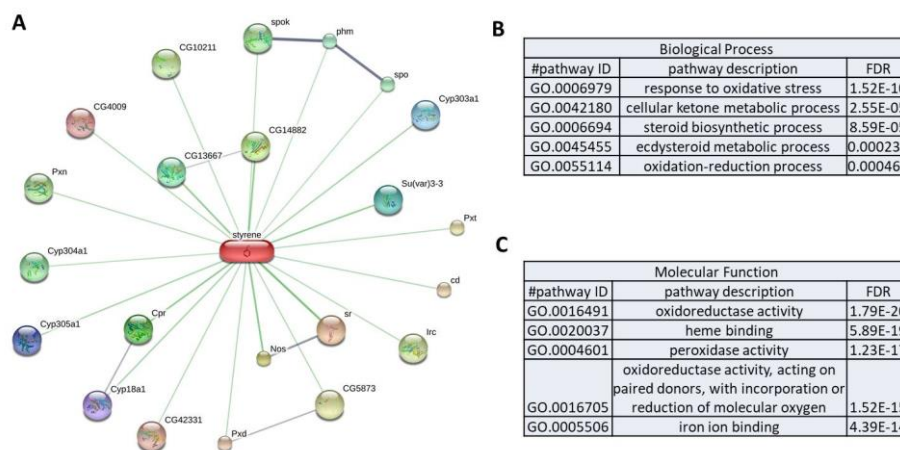 A
spok
phm
CG10211
spo
Cyp303a1
CG4009
CG14882
CG13667
Pxn
Su(var)3-3
Pxt
styrene
Cyp304a1
cd
Cyp305a1
Cpr
sr
Irc
Nos
Cyp18a1
CG5873
CG42331
Pxd
B
Biological Process
#pathway ID pathway description FDR
GO.0006979 response to oxidative stress
GO.0042180 cellular ketone metabolic process
GO.0006694 steroid biosynthetic process
GO.0045455 ecdysteroid metabolic process 0.00023
GO.0055114 oxidation-reduction process 0.00046
C
Molecular Function
#pathway ID pathway description FDR
GO.0016491 oxidoreductase activity
GO.0020037 heme binding
GO.0004601 peroxidase activity
oxidoreductase activity, acting on
paired donors, with incorporation or
GO.0016705 reduction of molecular oxygen
GO.0005506 iron ion binding